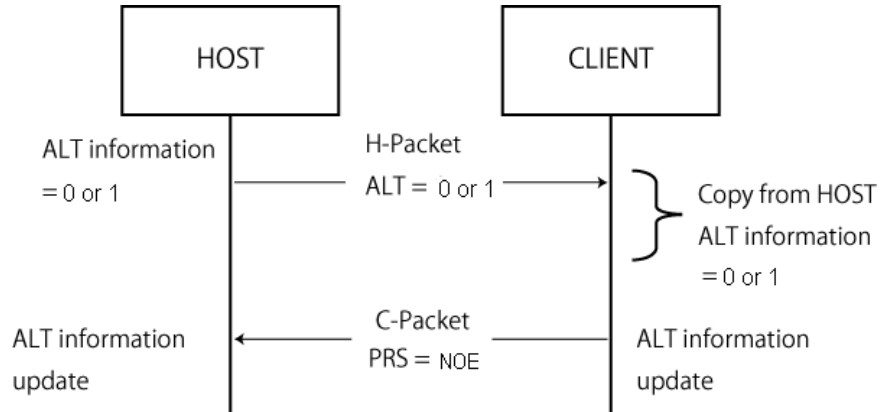 HOST
CLIENT
ALT information
= 0 or 1
H-Packet
ALT = 0 or 1
Copy from HOST
ALT information
= 0 or 1
C-Packet
PRS = NOE
ALT information
update
ALT information
update